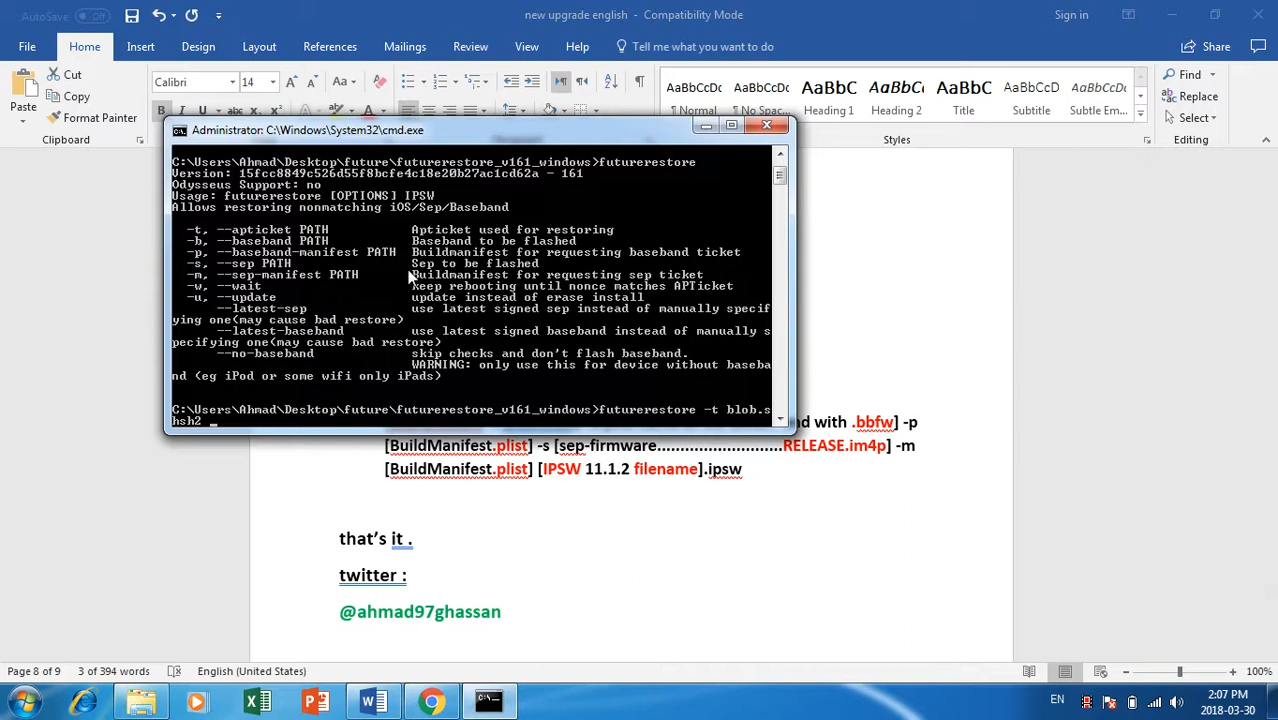 AutoSave Off
new upgrade english - Compatibility Mode
Sign in
File Home Insert Design Layout References Mailings Review View Help Tell me what you want to do Share
Paste
Cut
Copy
Format Painter
Calibri 14
AaBbCcDc AaBbCcDc AaBbCc AaBbCcC AaBbC AaBbCcC AaBbCcD
¶ Normal ¶ No Spac... Heading 1 Heading 2 Title Subtitle Subtle Em...
Find
Replace
Select
Styles
Editing
Administrator: C:\Windows\System32\cmd.exe
C:\Users\Ahmad\Desktop\future\futurerestore_v161_windows>futurerestore
Version: 15fcc8849c526d55f8bcfe4c18e20b27ac1cd62a - 161
Odysseus Support: no
Usage: futurerestore [OPTIONS] IPSW
Allows restoring nonmatching iOS/Sep/Baseband
-t, --apticket PATH Apticket used for restoring
-b, --baseband PATH Baseband to be flashed
-p, --baseband-manifest PATH Buildmanifest for requesting baseband ticket
-s, --sep PATH Sep to be flashed
-m, --sep-manifest PATH Buildmanifest for requesting sep ticket
-w, --wait keep rebooting until nonce matches APTicket
-u, --update update instead of erase install
--latest-sep use latest signed sep instead of manually specif
ying one(may cause bad restore)
--latest-baseband use latest signed baseband instead of manually s
pecifying one(may cause bad restore)
--no-baseband skip checks and don't flash baseband.
WARNING: only use this for device without baseba
nd (eg iPod or some wifi only iPads)
C:\Users\Ahmad\Desktop\future\futurerestore_v161_windows>futurerestore -t blob.s
hsh2 _
nd with .bbfw] -p
[BuildManifest.plist] -s [sep-firmware............................RELEASE.im4p] -m
[BuildManifest.plist] [IPSW 11.1.2 filename].ipsw
that's it .
twitter :
@ahmad97ghassan
Page 8 of 9 3 of 394 words English (United States) 100%
EN 2:07 PM
2018-03-30